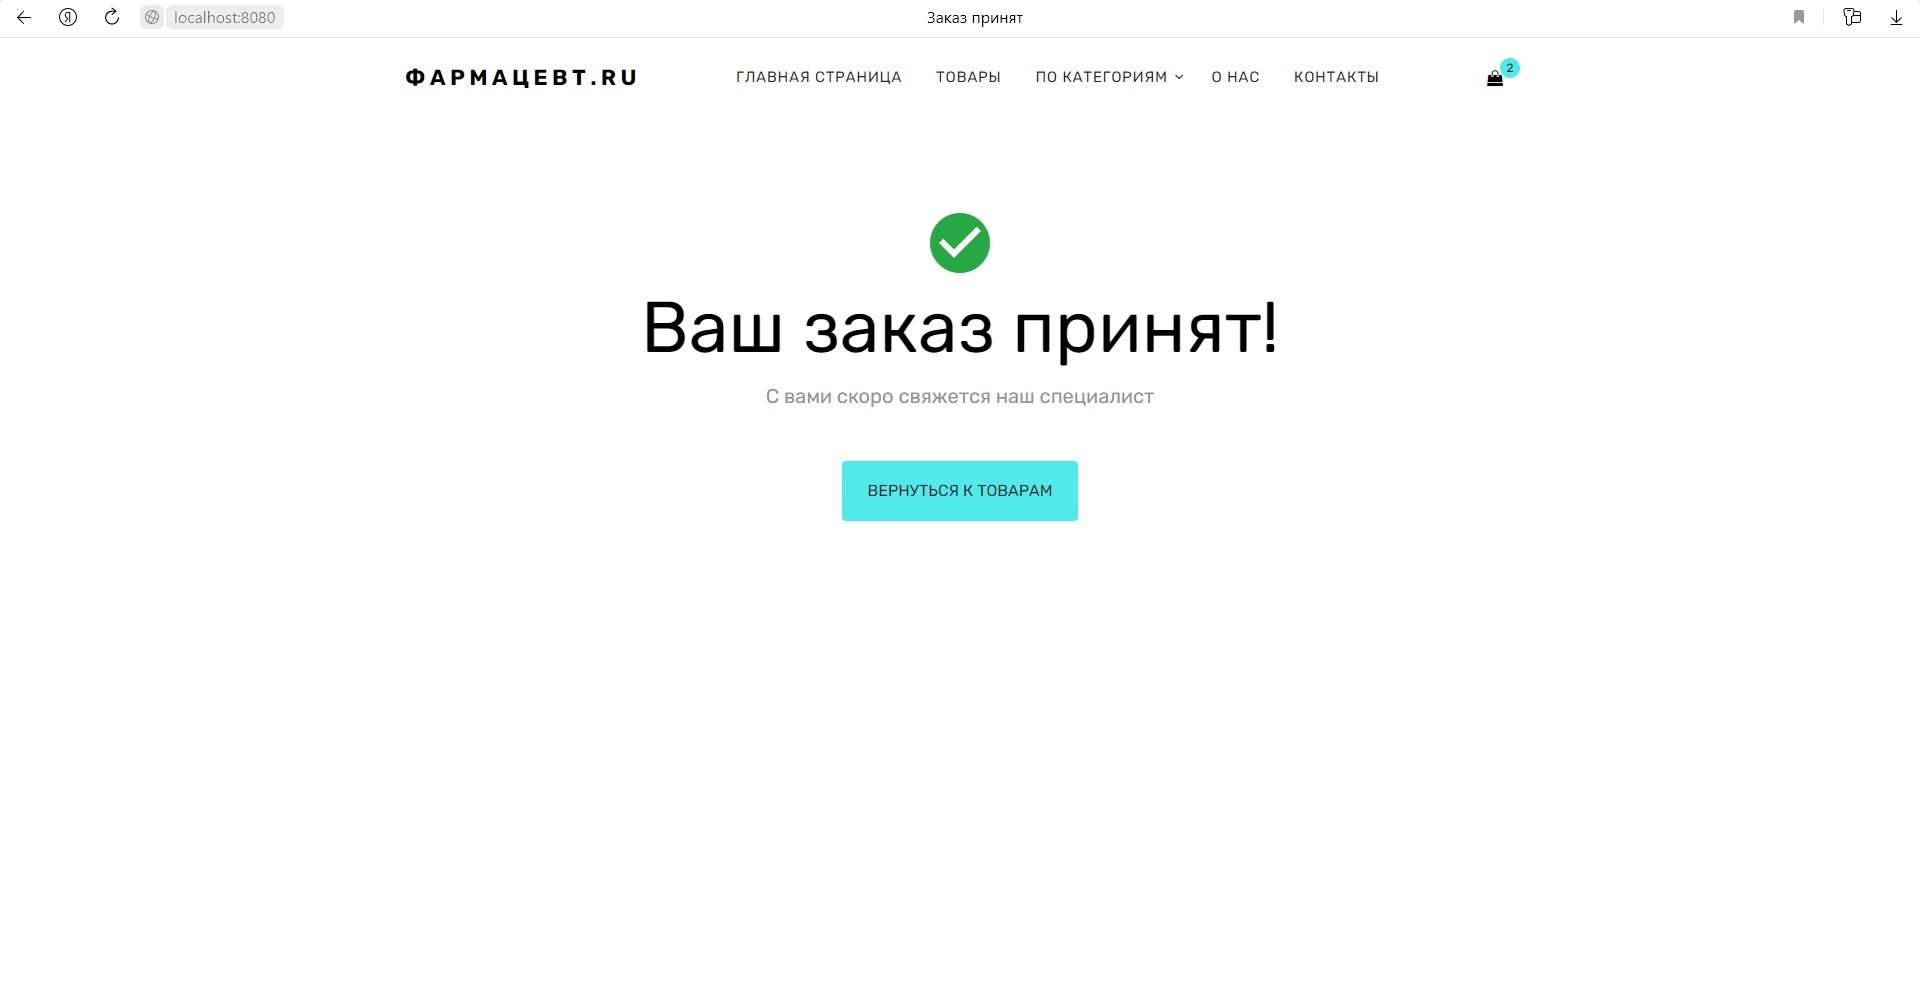 localhost:8080
Заказ принят
ФАРМАЦЕВТ.RU
ГЛАВНАЯ СТРАНИЦА
ТОВАРЫ
ПО КАТЕГОРИЯМ
О НАС
КОНТАКТЫ
2
Ваш заказ принят!
С вами скоро свяжется наш специалист
ВЕРНУТЬСЯ К ТОВАРАМ